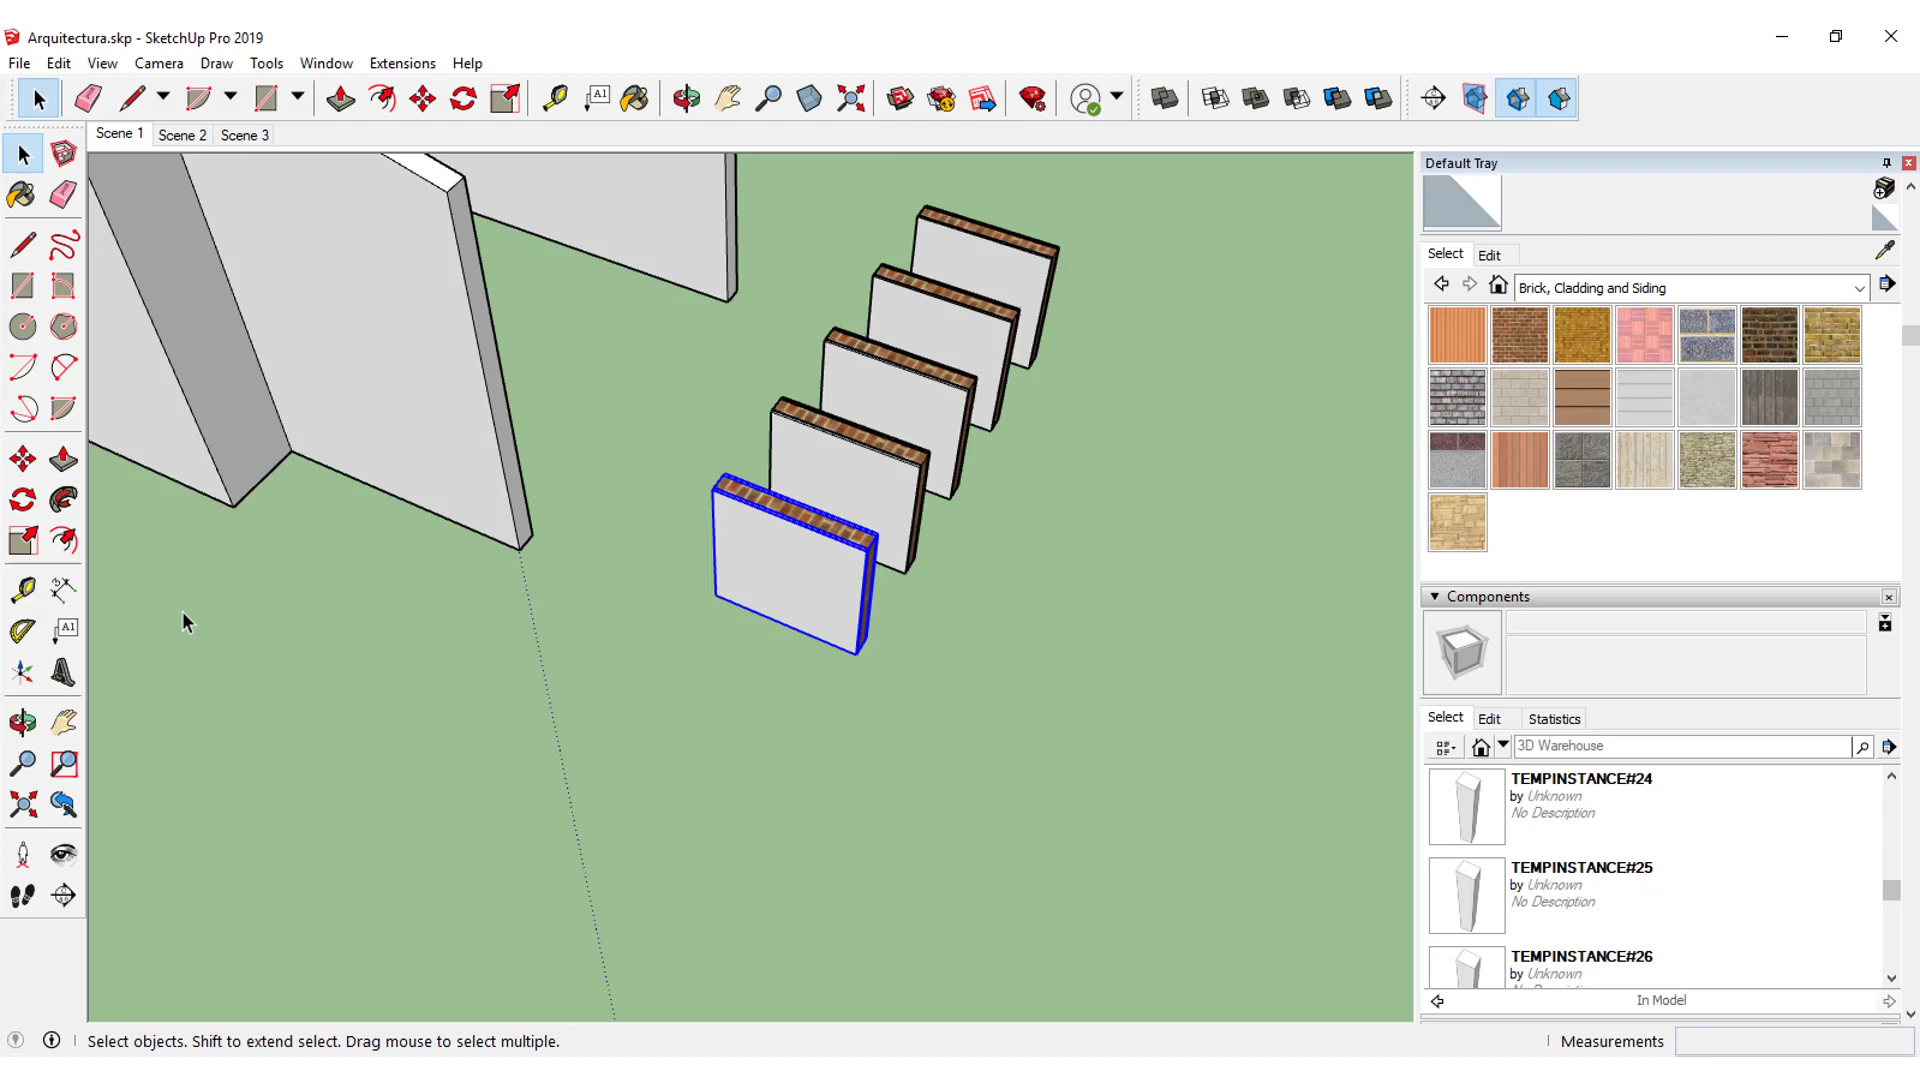 Arquitectura.skp - SketchUp Pro 2019
File Edit View Camera Draw Tools Window Extensions Help
A1
Scene 1 Scene 2 Scene 3
Default Tray
Select Edit
Brick, Cladding and Siding
Components
A1
Select Edit Statistics
3D Warehouse
TEMPINSTANCE#24
by Unknown
No Description
TEMPINSTANCE#25
by Unknown
No Description
TEMPINSTANCE#26
by Unknown
In Model
Select objects. Shift to extend select. Drag mouse to select multiple.
Measurements